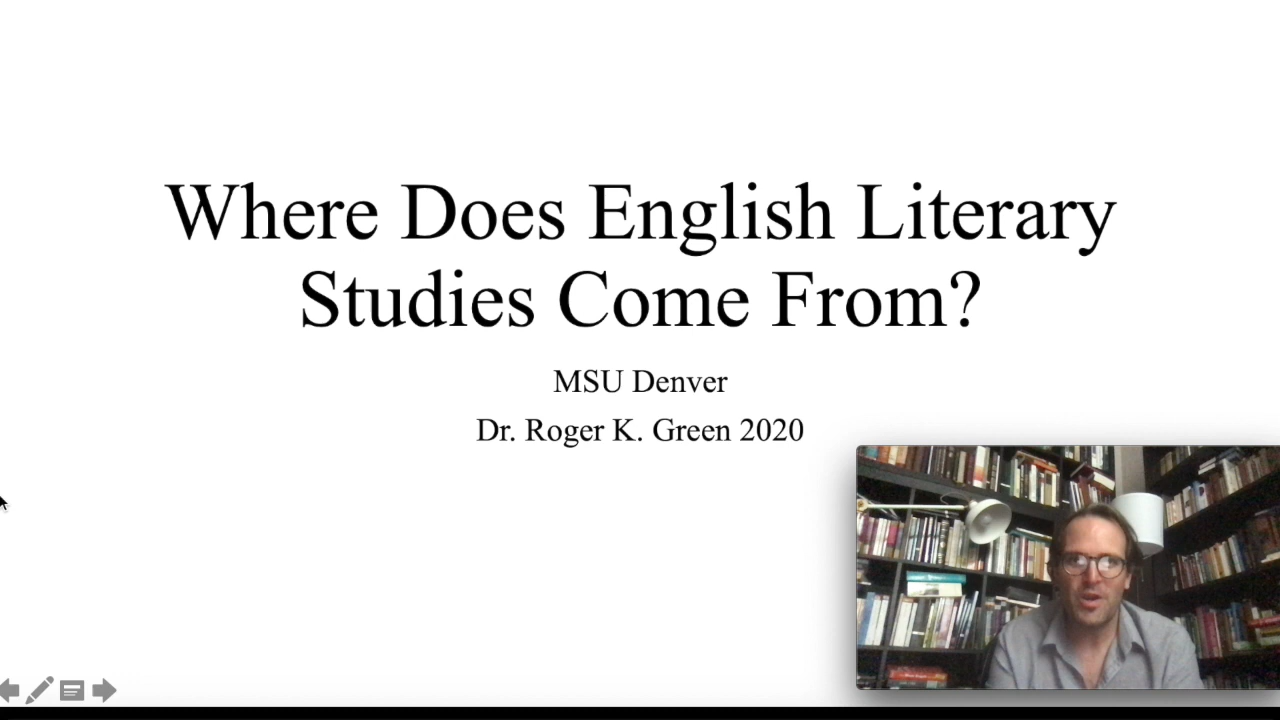 Where Does English Literary
Studies Come From?
MSU Denver
Dr. Roger K. Green 2020